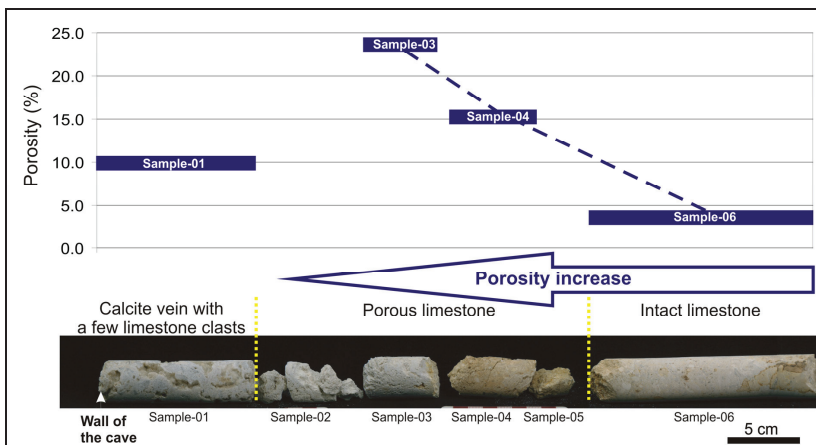 25.0
20.0
15.0
10.0
5.0
0.0
Porosity (%)
Sample-03
Sample-04
Sample-01
Sample-06
Porosity increase
Calcite vein with
a few limestone clasts
Porous limestone
Intact limestone
Wall of
the cave
Sample-01
Sample-02
Sample-03
Sample-04
Sample-05
Sample-06
5 cm